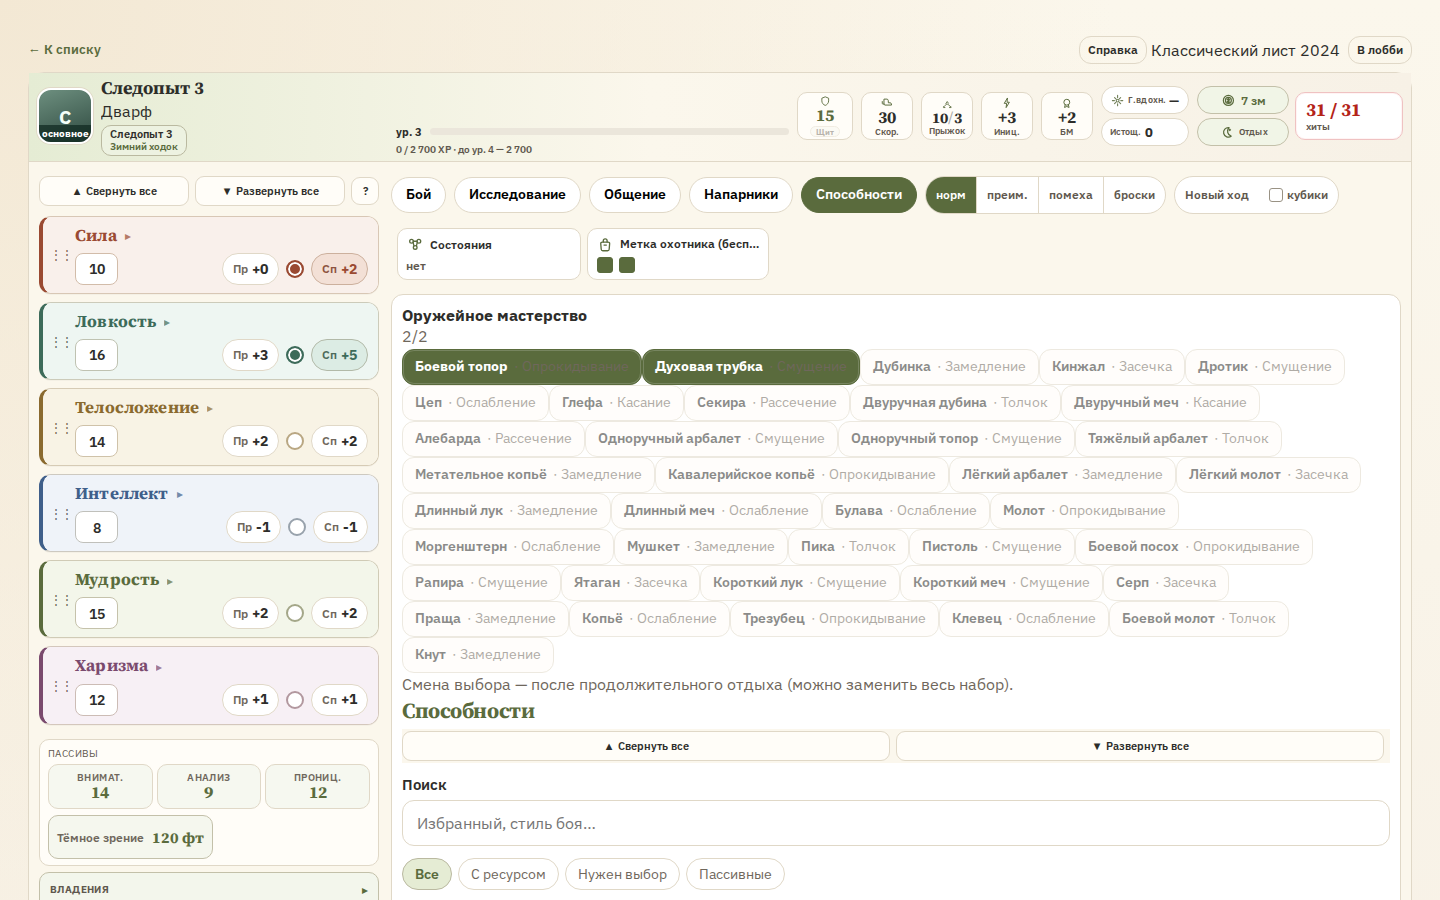 ← К списку
Справка Классический лист 2024 В лобби
Следопыт 3
Дварф
С
основное
Следопыт 3
Зимний ходок
ур. 3
0 / 2 700 XP · до ур. 4 — 2 700
15
Щит
30
Скор.
10/3
Прыжок
+3
Иниц.
+2
БМ
Г.вдохн. —
Истощ. 0
7 зм
Отдых
31 / 31
хиты
▲ Свернуть все ▼ Развернуть все ?
Бой Исследование Общение Напарники Способности норм преим. помеха броски Новый ход кубики
Сила ▸
10 Пр +0 Сп +2
Ловкость ▸
16 Пр +3 Сп +5
Телосложение ▸
14 Пр +2 Сп +2
Интеллект ▸
8 Пр -1 Сп -1
Мудрость ▸
15 Пр +2 Сп +2
Харизма ▸
12 Пр +1 Сп +1
ПАССИВЫ
ВНИМАТ. АНАЛИЗ ПРОНИЦ.
14 9 12
Тёмное зрение 120 фт
ВЛАДЕНИЯ ▸
Состояния
нет
Метка охотника (бесп...
Оружейное мастерство
2/2
Боевой топор · Опрокидывание Духовая трубка · Смущение Дубинка · Замедление Кинжал · Засечка Дротик · Смущение
Цеп · Ослабление Глефа · Касание Секира · Рассечение Двуручная дубина · Толчок Двуручный меч · Касание
Алебарда · Рассечение Одноручный арбалет · Смущение Одноручный топор · Смущение Тяжёлый арбалет · Толчок
Метательное копьё · Замедление Кавалерийское копьё · Опрокидывание Лёгкий арбалет · Замедление Лёгкий молот · Засечка
Длинный лук · Замедление Длинный меч · Ослабление Булава · Ослабление Молот · Опрокидывание
Моргенштерн · Ослабление Мушкет · Замедление Пика · Толчок Пистоль · Смущение Боевой посох · Опрокидывание
Рапира · Смущение Ятаган · Засечка Короткий лук · Смущение Короткий меч · Смущение Серп · Засечка
Праща · Замедление Копьё · Ослабление Трезубец · Опрокидывание Клевец · Ослабление Боевой молот · Толчок
Кнут · Замедление
Смена выбора — после продолжительного отдыха (можно заменить весь набор).
Способности
▲ Свернуть все ▼ Развернуть все
Поиск
Избранный, стиль боя...
Все С ресурсом Нужен выбор Пассивные